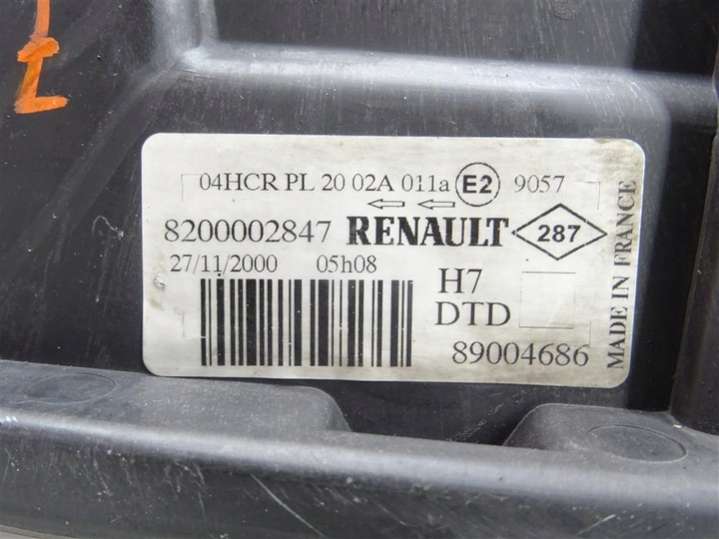 04HCR PL 20 02A 011a E2 9057
8200002847 RENAULT 287
27/11/2000 05h08
H7
DTD
89004686
MADE IN FRANCE